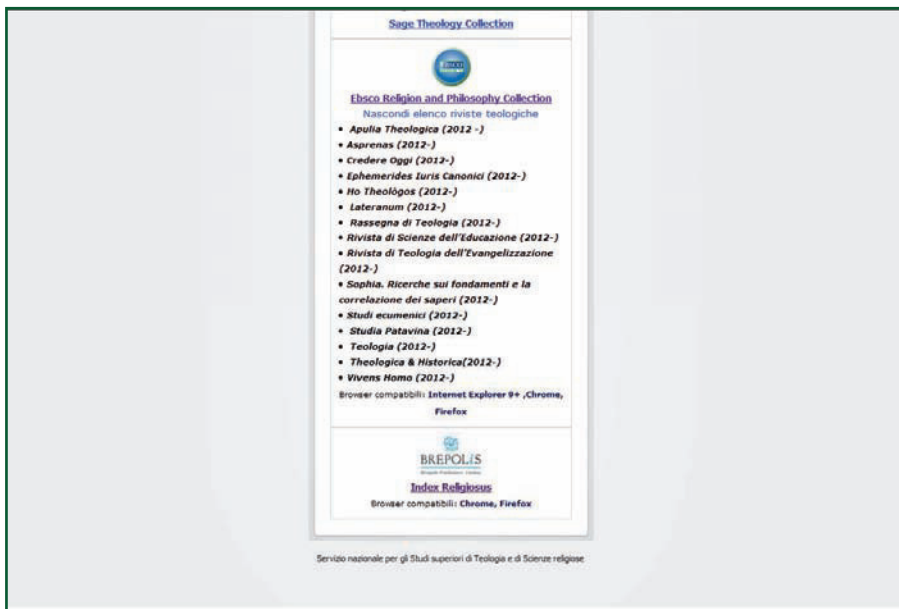 Sage Theology Collection
Ebsco Religion and Philosophy Collection
Nascondi elenco riviste teologiche
• Apulia Theologica (2012 -)
• Asprenas (2012-)
• Credere Oggi (2012-)
• Ephemerides Iuris Canonici (2012-)
• Ho Theològos (2012-)
• Lateranum (2012-)
• Rassegna di Teologia (2012-)
• Rivista di Scienze dell'Educazione (2012-)
• Rivista di Teologia dell'Evangelizzazione
(2012-)
• Sophia. Ricerche sui fondamenti e la
correlazione dei saperi (2012-)
• Studi ecumenici (2012-)
• Studia Patavina (2012-)
• Teologia (2012-)
• Theologica & Historica(2012-)
• Vivens Homo (2012-)
Browser compatibili: Internet Explorer 9+ ,Chrome,
Firefox
BREPOLiS
Index Religiosus
Browser compatibili: Chrome, Firefox
Servizio nazionale per gli Studi superiori di Teologia e di Scienze religiose